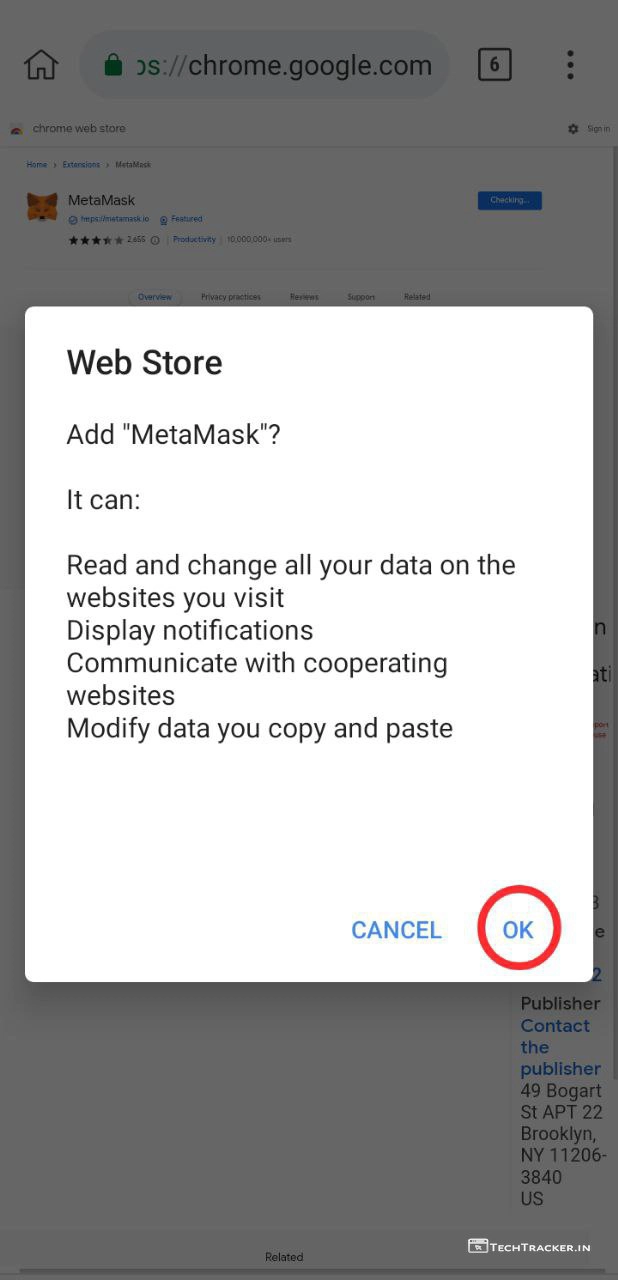 ps://chrome.google.com
6
chrome web store
Sign in
Home › Extensions › MetaMask
MetaMask
Checking...
https://metamask.io Featured
2,655 | Productivity | 10,000,000+ users
Overview Privacy practices Reviews Support Related
Web Store
Add "MetaMask"?
It can:
Read and change all your data on the
websites you visit
Display notifications
Communicate with cooperating
websites
Modify data you copy and paste
CANCEL OK
Publisher
Contact
the
publisher
49 Bogart
St APT 22
Brooklyn,
NY 11206-
3840
US
TECHTRACKER.IN
Related